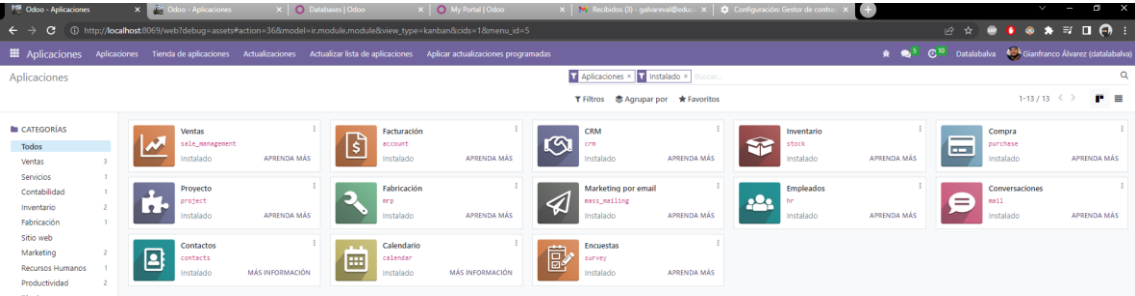 Odoo - Aplicaciones
Odoo - Aplicaciones
Databases | Odoo
My Portal | Odoo
Recibidos (3) - galvareval@educ
Configuración: Gestor de contra
http://localhost:8069/web?debug=assets#action=36&model=ir.module.module&view_type=kanban&cids=1&menu_id=5
Aplicaciones Aplicaciones Tienda de aplicaciones Actualizaciones Actualizar lista de aplicaciones Aplicar actualizaciones programadas 5 10 Datalabalva Gianfranco Álvarez (datalabalva)
Aplicaciones
Aplicaciones × Instalado × Buscar...
Filtros Agrupar por Favoritos 1-13 / 13
CATEGORÍAS
Todos
Ventas 3
Servicios 1
Contabilidad 1
Inventario 2
Fabricación 1
Sitio web
Marketing 2
Recursos Humanos 1
Productividad 2
Ventas
sale_management
Instalado APRENDA MÁS
Facturación
account
Instalado APRENDA MÁS
CRM
crm
Instalado APRENDA MÁS
Inventario
stock
Instalado APRENDA MÁS
Compra
purchase
Instalado APRENDA MÁS
Proyecto
project
Instalado APRENDA MÁS
Fabricación
mrp
Instalado APRENDA MÁS
Marketing por email
mass_mailing
Instalado APRENDA MÁS
Empleados
hr
Instalado APRENDA MÁS
Conversaciones
mail
Instalado APRENDA MÁS
Contactos
contacts
Instalado MÁS INFORMACIÓN
Calendario
calendar
Instalado MÁS INFORMACIÓN
Encuestas
survey
Instalado APRENDA MÁS